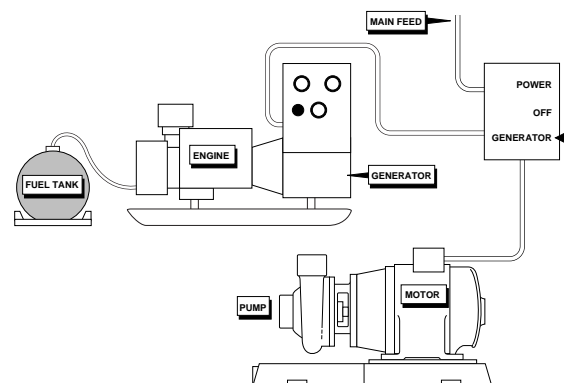 MAIN FEED
POWER
OFF
GENERATOR
ENGINE
FUEL TANK
GENERATOR
MOTOR
PUMP